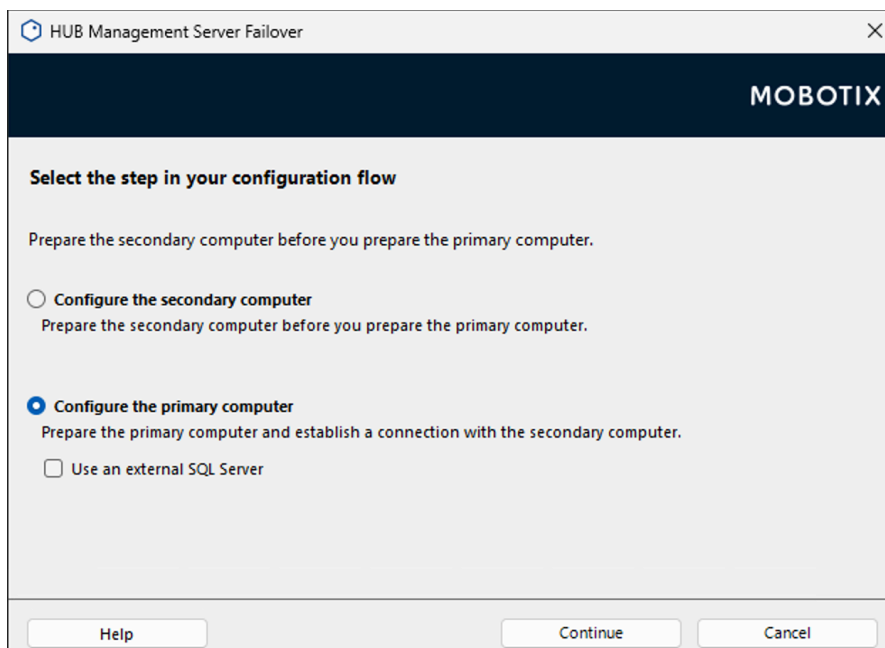 HUB Management Server Failover
MOBOTIX
Select the step in your configuration flow
Prepare the secondary computer before you prepare the primary computer.
Configure the secondary computer
Prepare the secondary computer before you prepare the primary computer.
Configure the primary computer
Prepare the primary computer and establish a connection with the secondary computer.
Use an external SQL Server
Help
Continue
Cancel